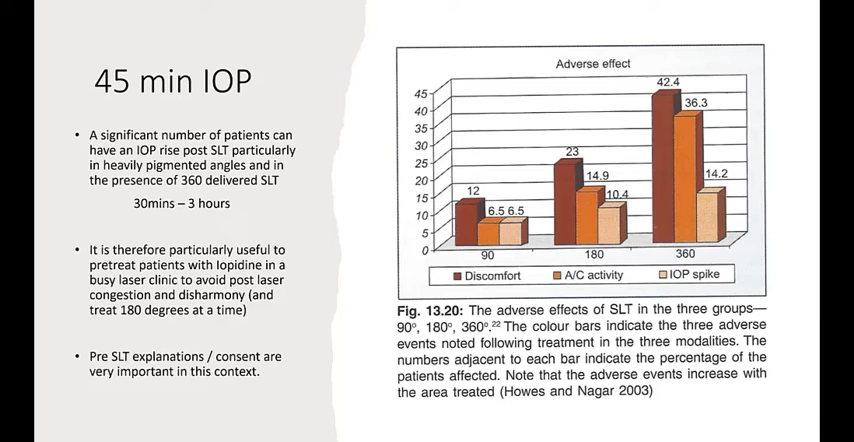 45 min IOP
• A significant number of patients can
have an IOP rise post SLT particularly
in heavily pigmented angles and in
the presence of 360 delivered SLT
30mins – 3 hours
• It is therefore particularly useful to
pretreat patients with Iopidine in a
busy laser clinic to avoid post laser
congestion and disharmony (and
treat 180 degrees at a time)
• Pre SLT explanations / consent are
very important in this context.
Adverse effect
45
40
35
30
25
20
15
10
5
0
12
6.5 6.5
23
14.9
10.4
42.4
36.3
14.2
90 180 360
Discomfort A/C activity IOP spike
Fig. 13.20: The adverse effects of SLT in the three groups—
90°, 180°, 360°.22 The colour bars indicate the three adverse
events noted following treatment in the three modalities. The
numbers adjacent to each bar indicate the percentage of the
patients affected. Note that the adverse events increase with
the area treated (Howes and Nagar 2003)